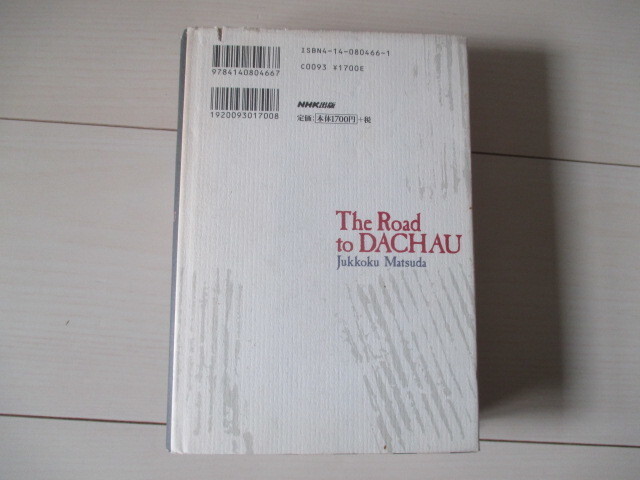 ISBN4-14-080466-1
9784140804667
C0093 ¥1700E
NHK出版
1920093017008
定価:本体1700円+税
The Road
to DACHAU
Jukkoku Matsuda